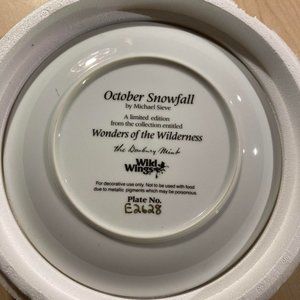 October Snowfall
by Michael Sieve
A limited edition
from the collection entitled
Wonders of the Wilderness
The Danbury Mint
Wild
Wings
For decorative use only. Not to be used with food
due to metallic pigments which may be poisonous.
Plate No.
E2628